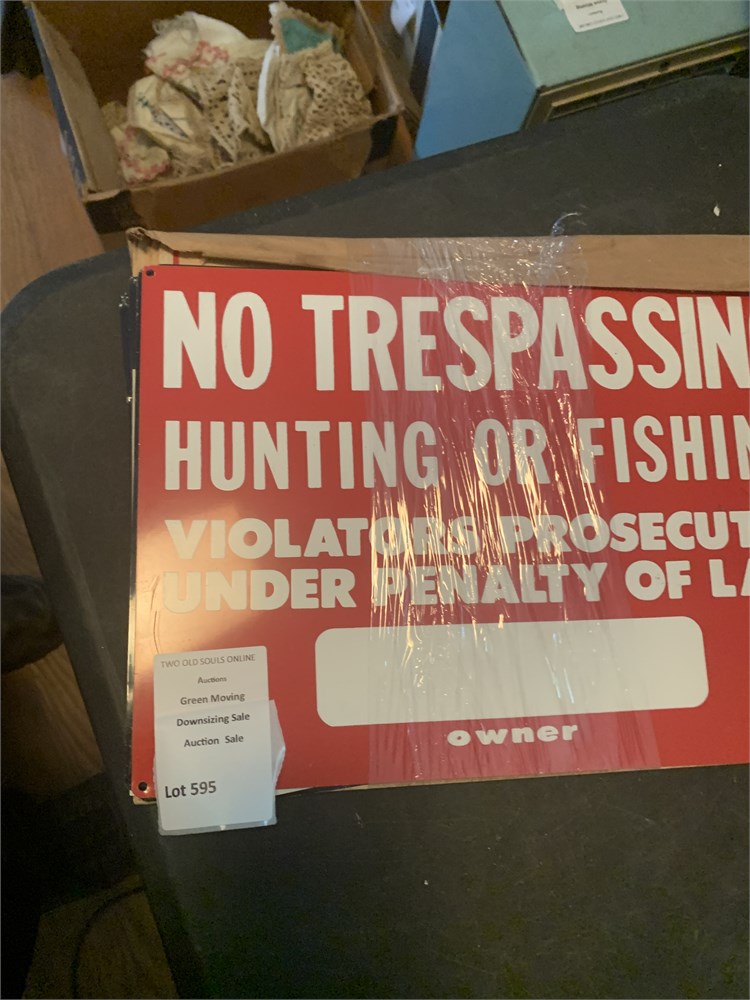 NO TRESPASSIN
HUNTING OR FISHIN
VIOLATORS PROSECUT
UNDER PENALTY OF LA
owner
TWO OLD SOULS ONLINE
Auctions
Green Moving
Downsizing Sale
Auction Sale
Lot 595